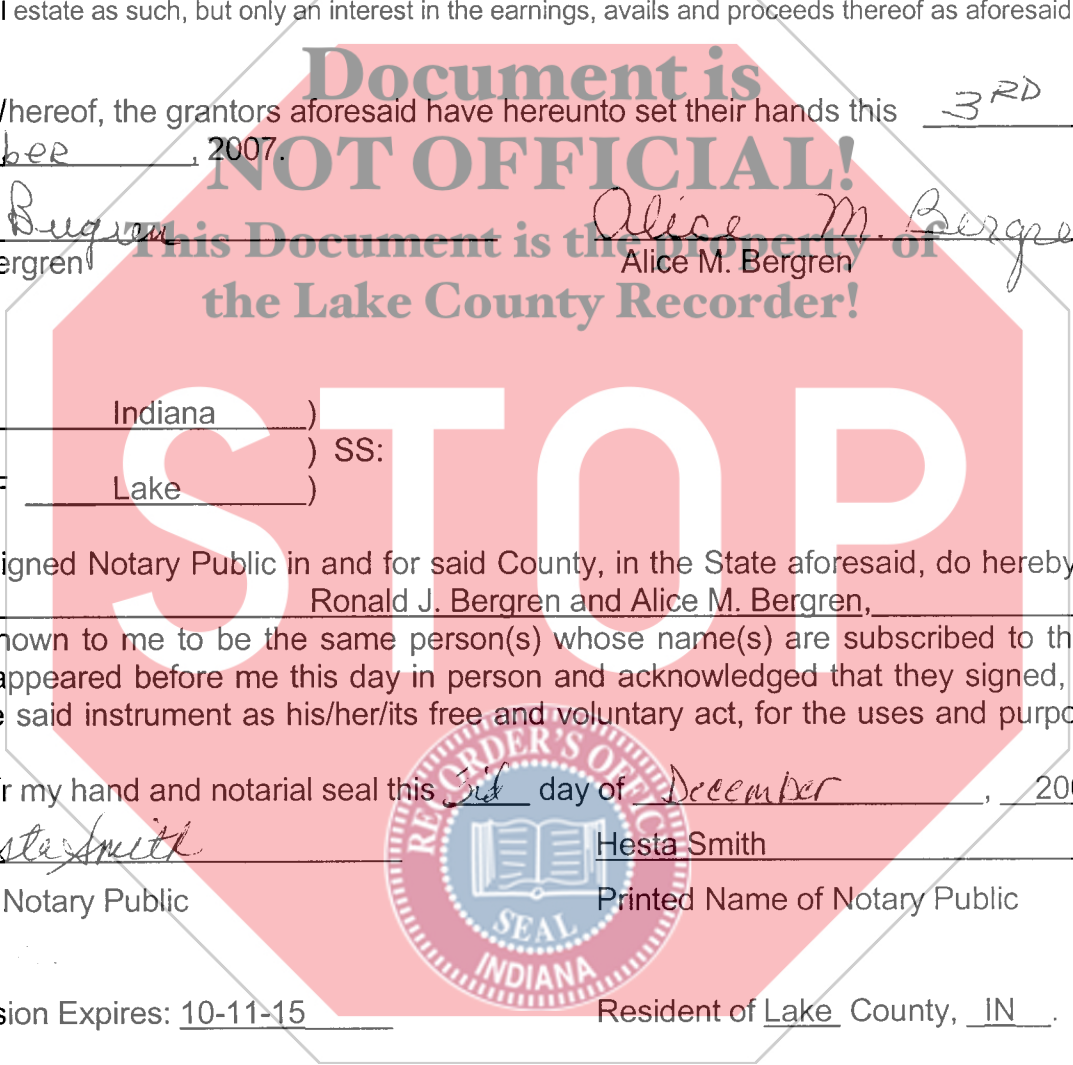 l estate as such, but only an interest in the earnings, avails and proceeds thereof as aforesaid
Document is
hereof, the grantors aforesaid have hereunto set their hands this 3RD
ber, 2007.
NOT OFFICIAL!
Bergren Alice M. Bergre
This Document is the property of
ergren Alice M. Bergren
the Lake County Recorder!
Indiana )
) SS:
STOP
Lake )
igned Notary Public in and for said County, in the State aforesaid, do hereby
Ronald J. Bergren and Alice M. Bergren,
nown to me to be the same person(s) whose name(s) are subscribed to th
appeared before me this day in person and acknowledged that they signed,
e said instrument as his/her/its free and voluntary act, for the uses and purpo
r my hand and notarial seal this 3rd day of December, 200
RECORDER'S OFFICE
sta Smith Hesta Smith
Notary Public Printed Name of Notary Public
SEAL
INDIANA
sion Expires: 10-11-15 Resident of Lake County, IN.